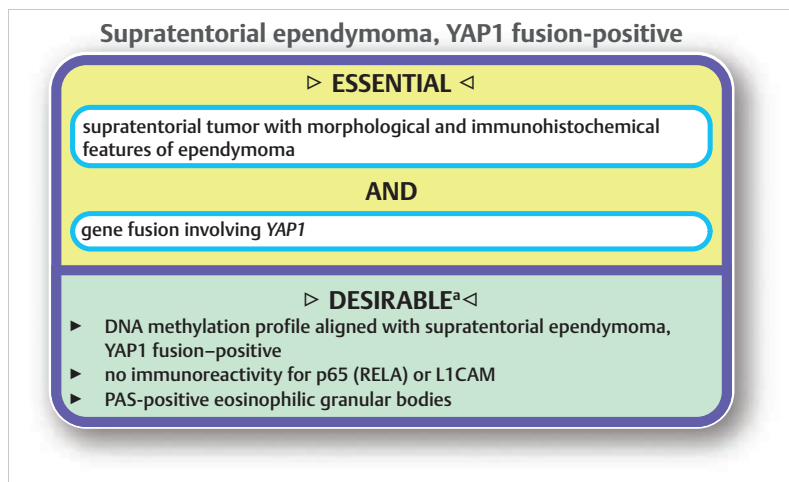 Supratentorial ependymoma, YAP1 fusion-positive
▷ ESSENTIAL ◁
supratentorial tumor with morphological and immunohistochemical
features of ependymoma
AND
gene fusion involving YAP1
▷ DESIRABLEᵃ◁
► DNA methylation profile aligned with supratentorial ependymoma,
YAP1 fusion–positive
► no immunoreactivity for p65 (RELA) or L1CAM
► PAS-positive eosinophilic granular bodies